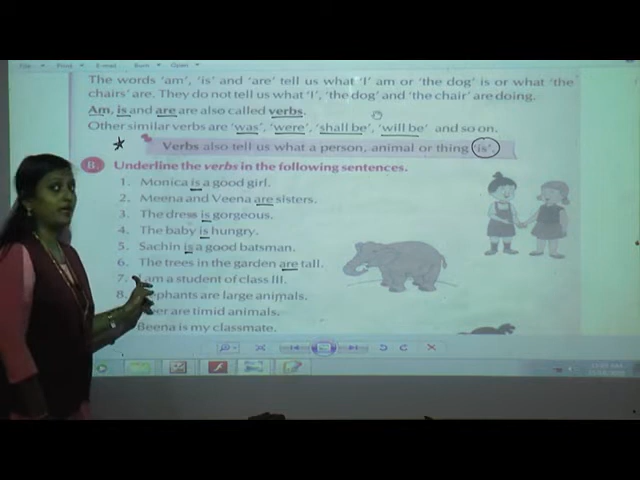 The words 'am', 'is' and 'are' tell us what 'I' am or 'the dog' is or what 'the
chairs' are. They do not tell us what 'I', 'the dog' and 'the chair' are doing.
Am, is and are are also called verbs.
Other similar verbs are 'was', 'were', 'shall be', 'will be' and so on.
Verbs also tell us what a person, animal or thing 'is'.
B. Underline the verbs in the following sentences.
1. Monica is a good girl.
2. Meena and Veena are sisters.
3. The dress is gorgeous.
4. The baby is hungry.
5. Sachin is a good batsman.
6. The trees in the garden are tall.
7. I am a student of class III.
8. Elephants are large animals.
are timid animals.
Beena is my classmate.